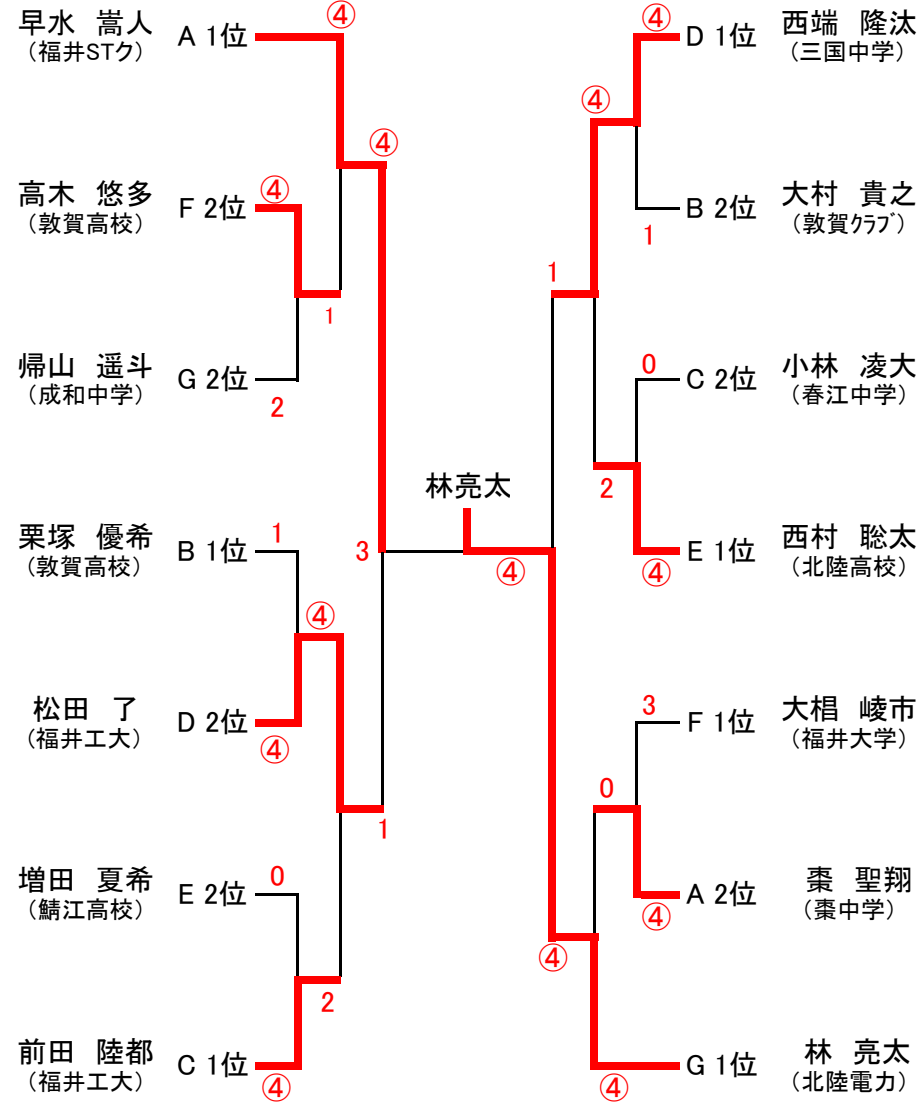 早水 嵩人
(福井STク)
A 1位
④
④
高木 悠多
(敦賀高校)
F 2位
④
1
帰山 遥斗
(成和中学)
G 2位
2
栗塚 優希
(敦賀高校)
B 1位
1
3
④
松田 了
(福井工大)
D 2位
④
1
増田 夏希
(鯖江高校)
E 2位
0
2
前田 陸都
(福井工大)
C 1位
④
林亮太
④
④
D 1位
西端 隆汰
(三国中学)
④
B 2位
大村 貴之
(敦賀クラブ)
1
1
0
C 2位
小林 凌大
(春江中学)
2
E 1位
西村 聡太
(北陸高校)
④
3
F 1位
大椙 崚市
(福井大学)
0
A 2位
棗 聖翔
(棗中学)
④
④
G 1位
林 亮太
(北陸電力)
④